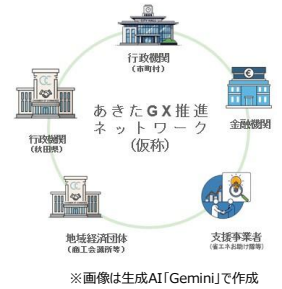 行政機関
(市町村)
あきたGX推進
ネットワーク
(仮称)
金融機関
行政機関
(秋田県)
地域経済団体
(商工会議所等)
支援事業者
(省エネお助け隊等)
※画像は生成AI「Gemini」で作成